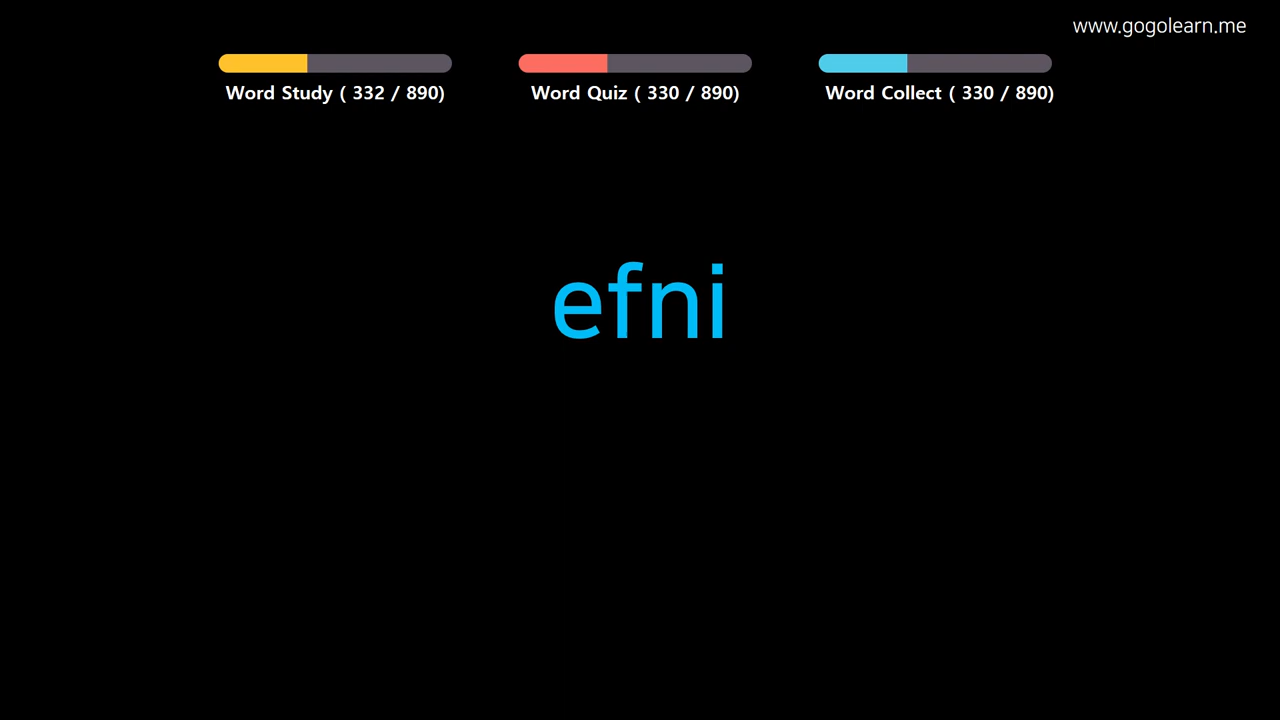 www.gogolearn.me
Word Study ( 332 / 890)
Word Quiz ( 330 / 890)
Word Collect ( 330 / 890)
efni